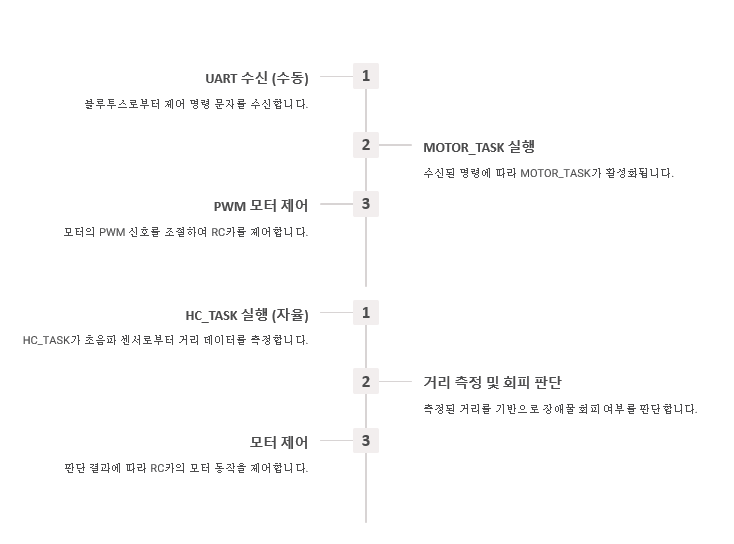 UART 수신 (수동)
1
블루투스로부터 제어 명령 문자를 수신합니다.
2
MOTOR_TASK 실행
수신된 명령에 따라 MOTOR_TASK가 활성화됩니다.
PWM 모터 제어
3
모터의 PWM 신호를 조절하여 RC카를 제어합니다.
HC_TASK 실행 (자율)
1
HC_TASK가 초음파 센서로부터 거리 데이터를 측정합니다.
2
거리 측정 및 회피 판단
측정된 거리를 기반으로 장애물 회피 여부를 판단합니다.
모터 제어
3
판단 결과에 따라 RC카의 모터 동작을 제어합니다.